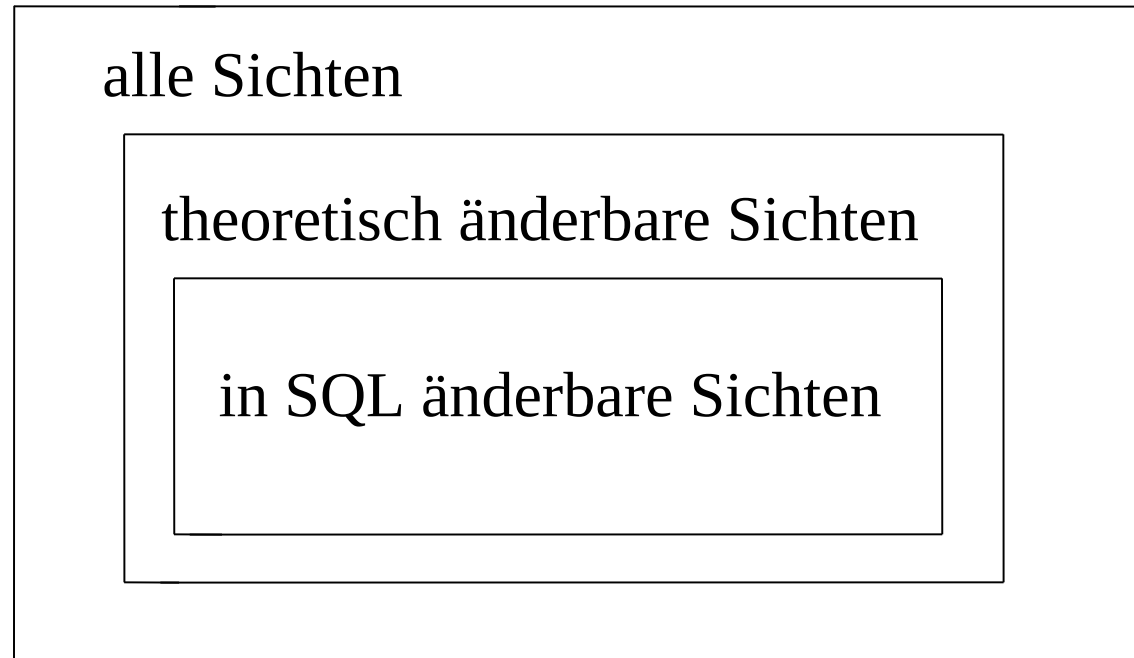 alle Sichten
theoretisch änderbare Sichten
in SQL änderbare Sichten